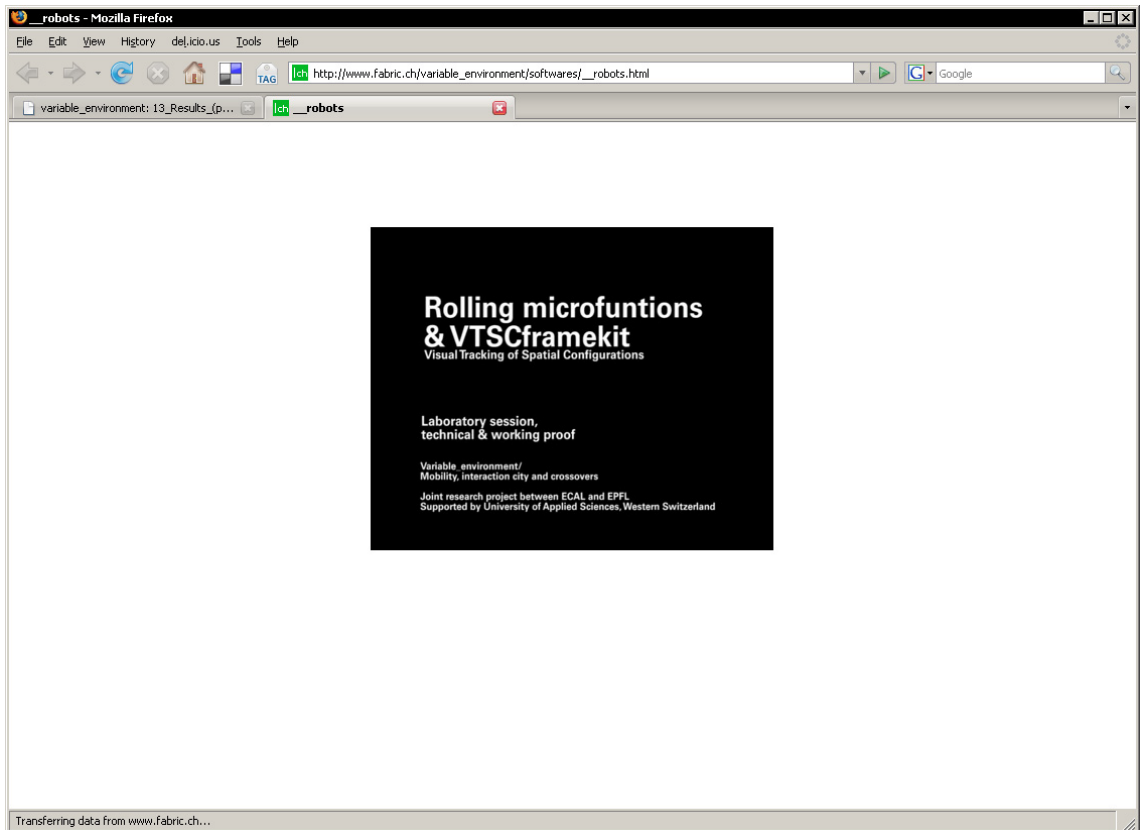 __robots - Mozilla Firefox
File Edit View History del.icio.us Tools Help
TAG |ch http://www.fabric.ch/variable_environment/softwares/__robots.html G Google
variable_environment: 13_Results_(p... |ch __robots
Rolling microfuntions
& VTSCframekit
Visual Tracking of Spatial Configurations
Laboratory session,
technical & working proof
Variable_environment/
Mobility, interaction city and crossovers
Joint research project between ECAL and EPFL
Supported by University of Applied Sciences, Western Switzerland
Transferring data from www.fabric.ch...